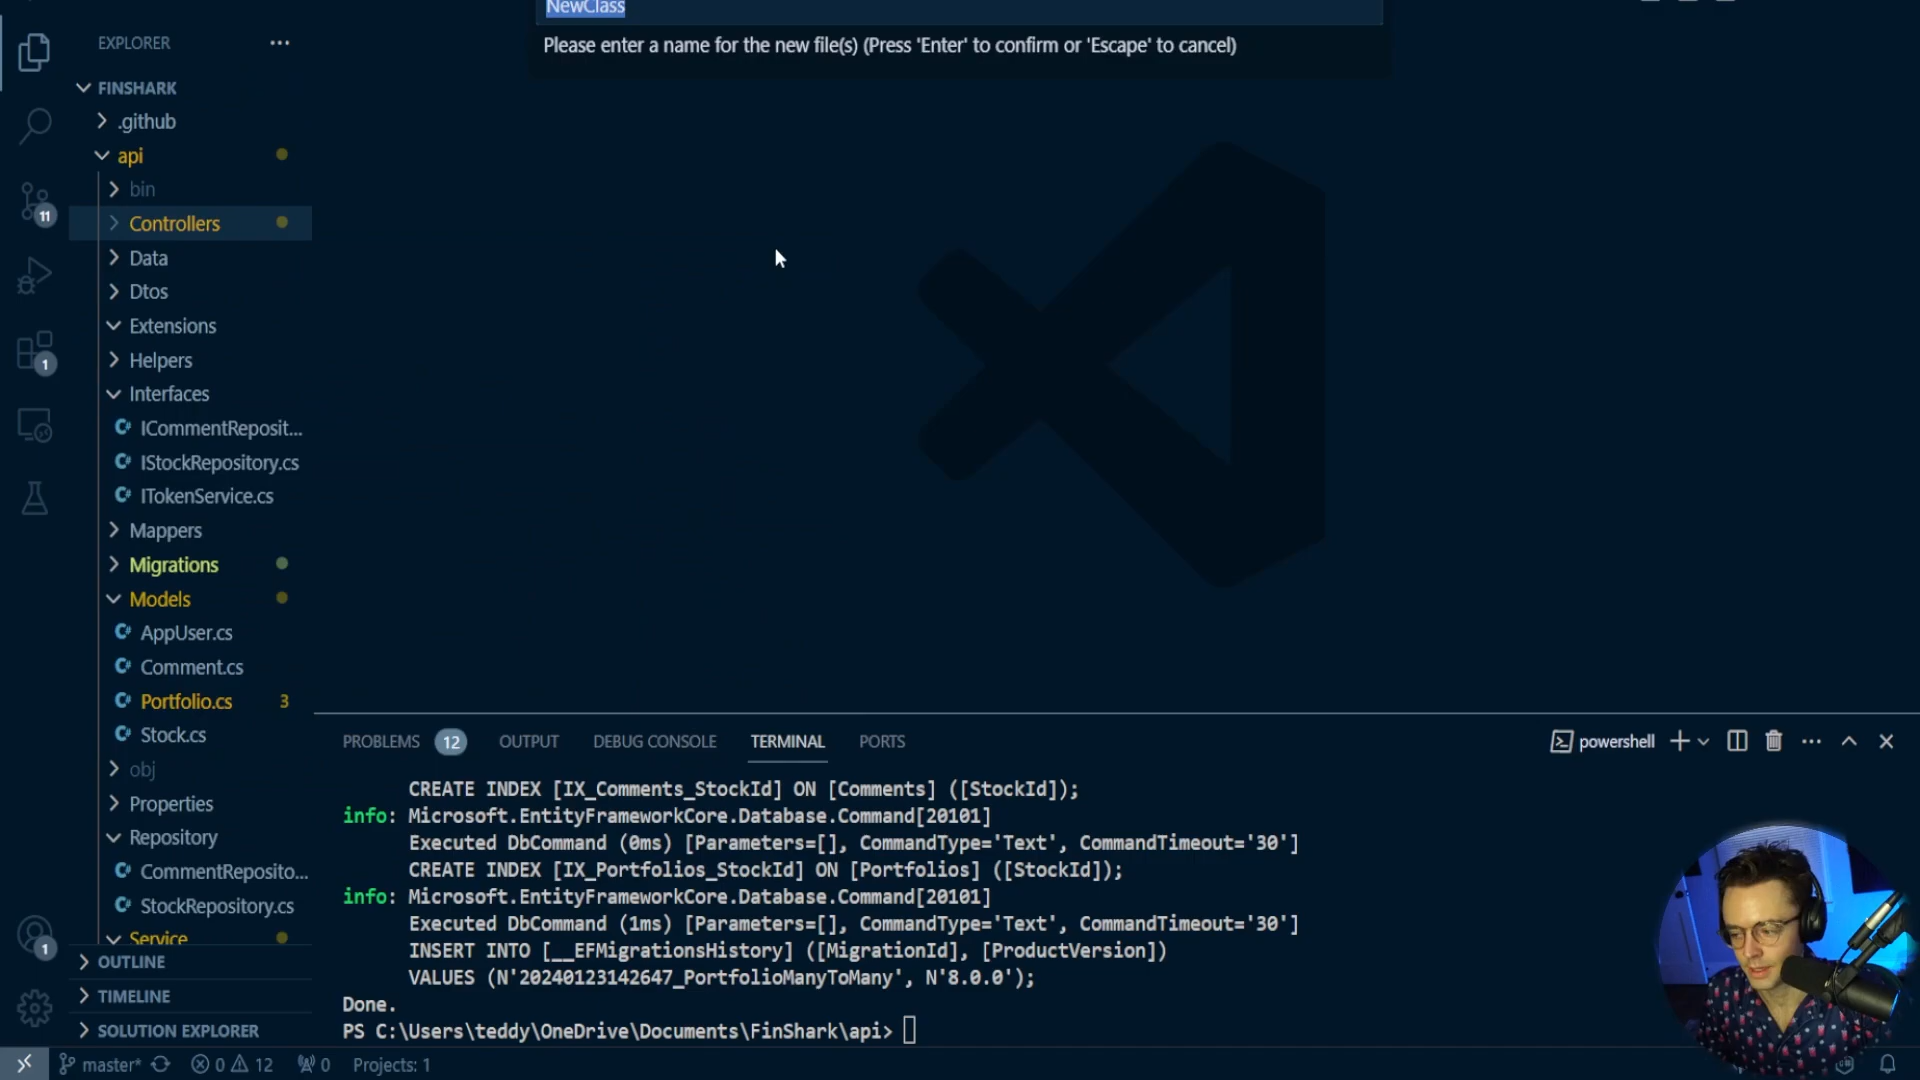 NewClass
Please enter a name for the new file(s) (Press 'Enter' to confirm or 'Escape' to cancel)
EXPLORER
FINSHARK
.github
api
bin
Controllers
11
Data
Dtos
Extensions
Helpers
1
Interfaces
ICommentReposit...
IStockRepository.cs
ITokenService.cs
Mappers
Migrations
Models
AppUser.cs
Comment.cs
Portfolio.cs 3
Stock.cs
obj
Properties
Repository
CommentReposito...
StockRepository.cs
Service
1
OUTLINE
TIMELINE
SOLUTION EXPLORER
PROBLEMS 12 OUTPUT DEBUG CONSOLE TERMINAL PORTS
powershell
CREATE INDEX [IX_Comments_StockId] ON [Comments] ([StockId]);
info: Microsoft.EntityFrameworkCore.Database.Command[20101]
Executed DbCommand (0ms) [Parameters=[], CommandType='Text', CommandTimeout='30']
CREATE INDEX [IX_Portfolios_StockId] ON [Portfolios] ([StockId]);
info: Microsoft.EntityFrameworkCore.Database.Command[20101]
Executed DbCommand (1ms) [Parameters=[], CommandType='Text', CommandTimeout='30']
INSERT INTO [__EFMigrationsHistory] ([MigrationId], [ProductVersion])
VALUES (N'20240123142647_PortfolioManyToMany', N'8.0.0');
Done.
PS C:\Users\teddy\OneDrive\Documents\FinShark\api>
master* 0 12 0 Projects: 1